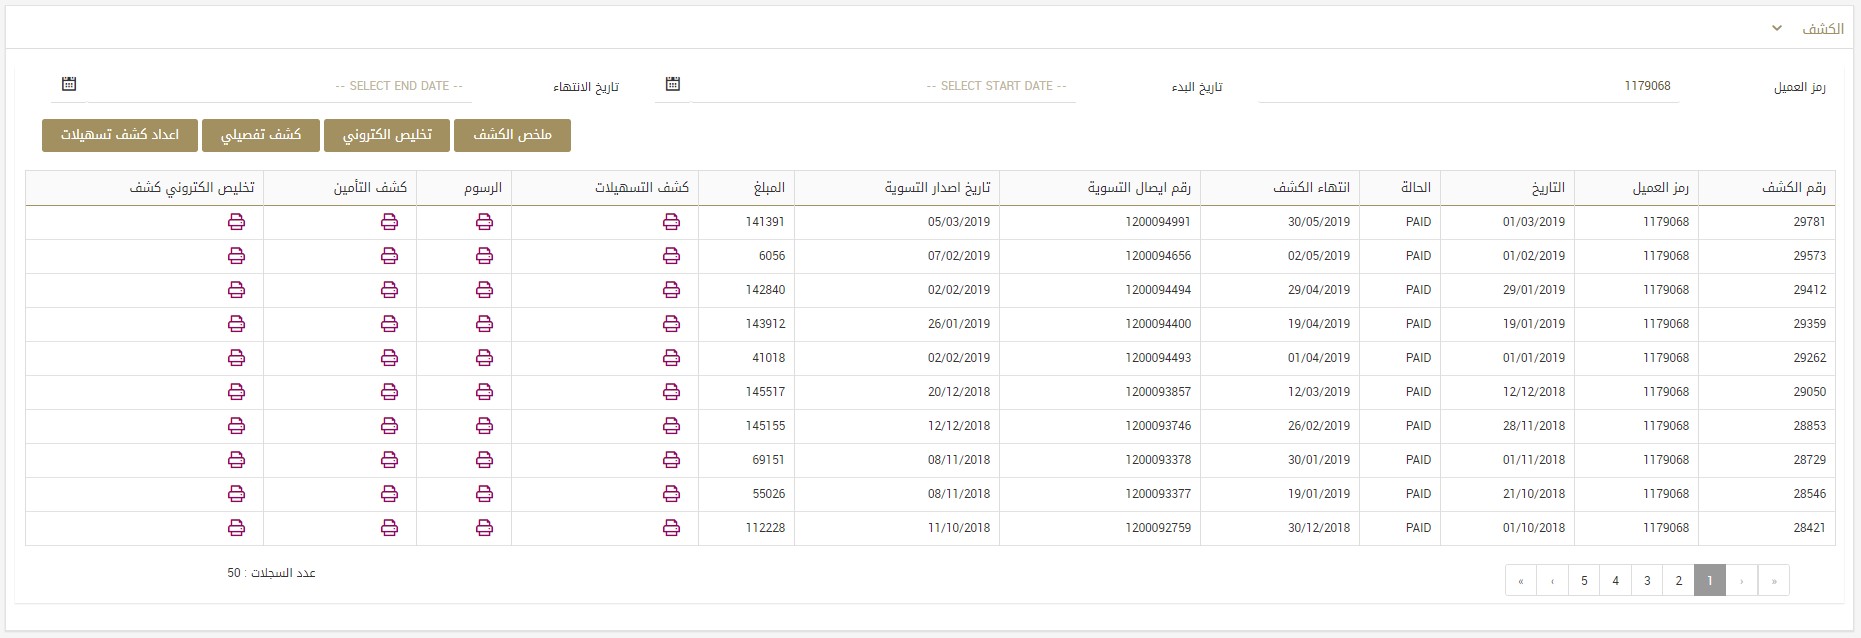 الكشف
رمز العميل 1179068 تاريخ البدء -- SELECT START DATE -- تاريخ الانتهاء -- SELECT END DATE --
ملخص الكشف تخليص الكتروني كشف تفصيلي اعداد كشف تسهيلات
رقم الكشف رمز العميل التاريخ الحالة انتهاء الكشف رقم ايصال التسوية تاريخ اصدار التسوية المبلغ كشف التسهيلات الرسوم كشف التأمين تخليص الكتروني كشف
29781 1179068 01/03/2019 PAID 30/05/2019 1200094991 05/03/2019 141391
29573 1179068 01/02/2019 PAID 02/05/2019 1200094656 07/02/2019 6056
29412 1179068 29/01/2019 PAID 29/04/2019 1200094494 02/02/2019 142840
29359 1179068 19/01/2019 PAID 19/04/2019 1200094400 26/01/2019 143912
29262 1179068 01/01/2019 PAID 01/04/2019 1200094493 02/02/2019 41018
29050 1179068 12/12/2018 PAID 12/03/2019 1200093857 20/12/2018 145517
28853 1179068 28/11/2018 PAID 26/02/2019 1200093746 12/12/2018 145155
28729 1179068 01/11/2018 PAID 30/01/2019 1200093378 08/11/2018 69151
28546 1179068 21/10/2018 PAID 19/01/2019 1200093377 08/11/2018 55026
28421 1179068 01/10/2018 PAID 30/12/2018 1200092759 11/10/2018 112228
عدد السجلات : 50
« ‹ 1 2 3 4 5 › »